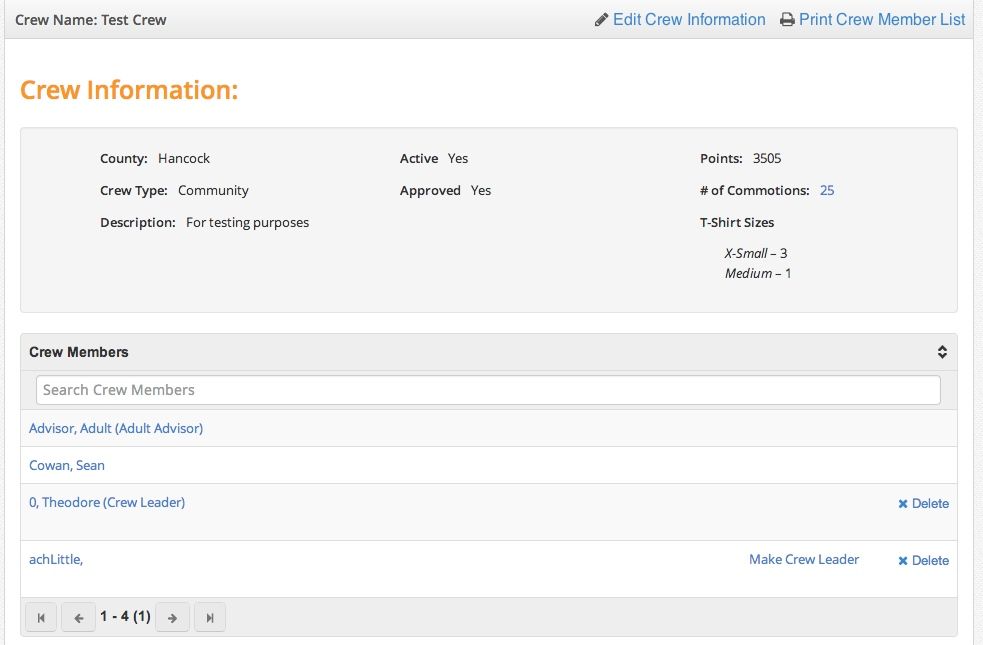 Crew Name: Test Crew
Edit Crew Information
Print Crew Member List
Crew Information:
County: Hancock
Active Yes
Points: 3505
Crew Type: Community
Approved Yes
# of Commotions: 25
Description: For testing purposes
T-Shirt Sizes
X-Small – 3
Medium – 1
Crew Members
Search Crew Members
Advisor, Adult (Adult Advisor)
Cowan, Sean
0, Theodore (Crew Leader)
Delete
achLittle,
Make Crew Leader
Delete
1 - 4 (1)